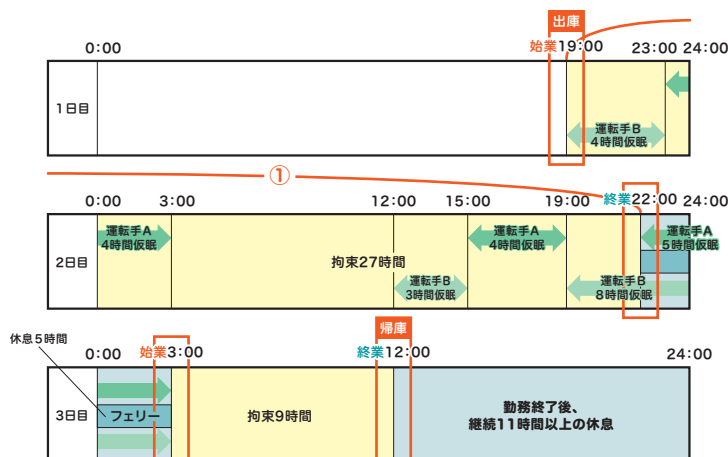 出庫
0:00 始業19:00 23:00 24:00
1日目
運転手B
4時間仮眠
①
0:00 3:00 12:00 15:00 19:00 終業22:00 24:00
2日目
運転手A
4時間仮眠
拘束27時間
運転手B
3時間仮眠
運転手A
4時間仮眠
運転手B
8時間仮眠
運転手A
5時間仮眠
休息5時間
帰庫
0:00 始業3:00 終業12:00 24:00
3日目
フェリー
拘束9時間
勤務終了後、
継続11時間以上の休息